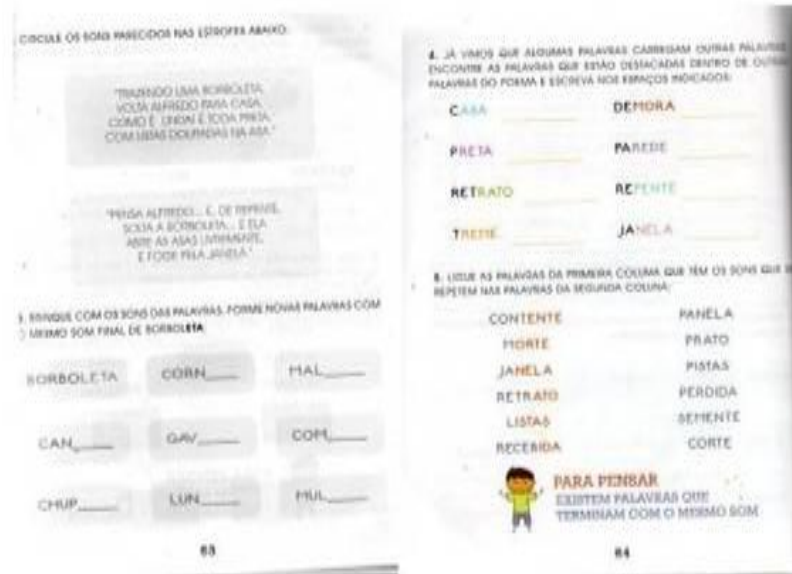 CIRCULE OS SONS PARECIDOS NAS ESTROFES ABAIXO:
"TRAZENDO UMA BORBOLETA,
VOLTA ALFREDO PARA CASA.
COMO É LINDA! É TODA PRETA,
COM LISTAS DOURADAS NA ASA."
"PENSA ALFREDO... E, DE REPENTE,
SOLTA A BORBOLETA... E ELA
ABRE AS ASAS LIVREMENTE,
E FOGE PELA JANELA."
BRINQUE COM OS SONS DAS PALAVRAS. FORME NOVAS PALAVRAS COM
O MESMO SOM FINAL DE BORBOLETA
BORBOLETA CORN____ MAL____
CAN____ GAV____ COM____
CHUP____ LUN____ MUL____
63
4. JÁ VIMOS QUE ALGUMAS PALAVRAS CARREGAM OUTRAS PALAVRAS
ENCONTRE AS PALAVRAS QUE ESTÃO DESTACADAS DENTRO DE OUTRAS
PALAVRAS DO POEMA E ESCREVA NOS ESPAÇOS INDICADOS:
CASA DEMORA
PRETA PAREDE
RETRATO REPENTE
TREME JANELA
LIGUE AS PALAVRAS DA PRIMEIRA COLUNA QUE TÊM OS SONS QUE SE
REPETEM NAS PALAVRAS DA SEGUNDA COLUNA:
CONTENTE PANELA
MORTE PRATO
JANELA PISTAS
RETRATO PERDIDA
LISTAS SEMENTE
RECEBIDA CORTE
PARA PENSAR
EXISTEM PALAVRAS QUE
TERMINAM COM O MESMO SOM
64